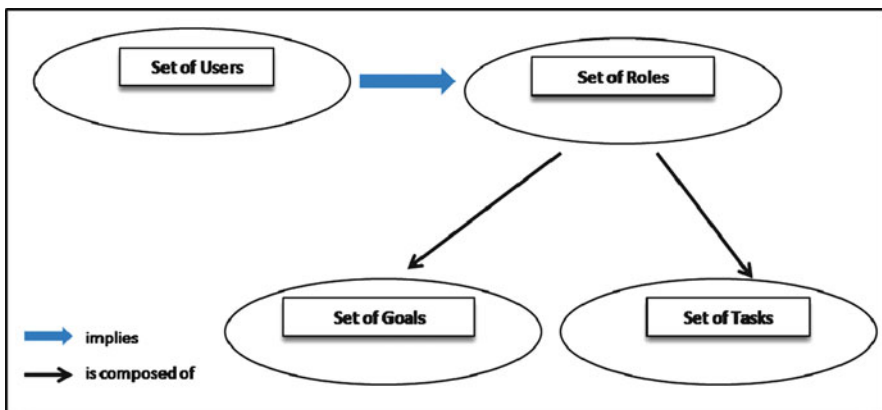 Set of Users
Set of Roles
Set of Goals
Set of Tasks
implies
is composed of